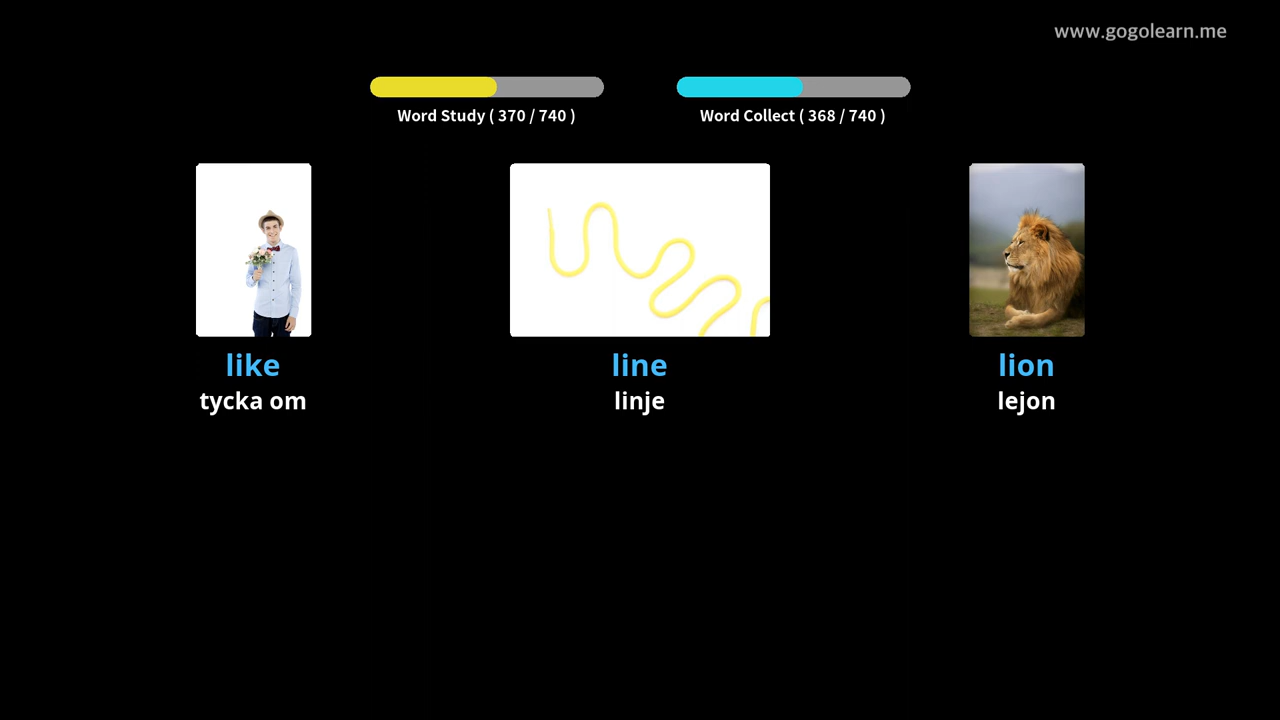 www.gogolearn.me
Word Study ( 370 / 740 )
Word Collect ( 368 / 740 )
like
tycka om
line
linje
lion
lejon